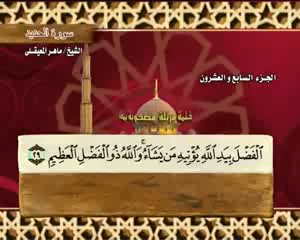 سورة الحديد
الشيخ/ ماهر المعيقلي
الجزء السابع والعشرون
الْفَضْلَ بِيَدِ اللَّهِ يُؤْتِيهِ مَن يَشَاءُ ۚ وَاللَّهُ ذُو الْفَضْلِ الْعَظِيمِ ٢٩